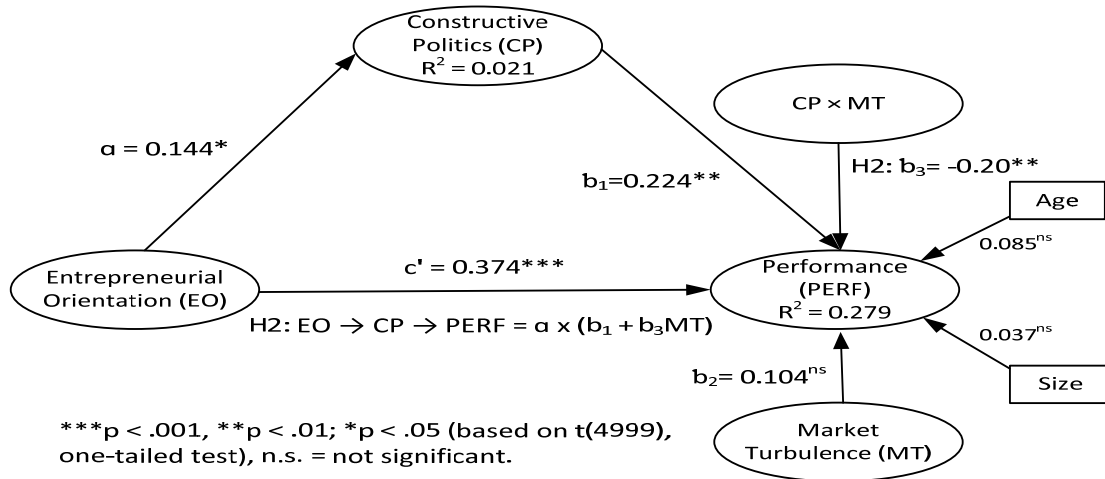 Constructive
Politics (CP)
R² = 0.021
CP x MT
a = 0.144*
b₁=0.224**
H2: b₃= -0.20**
Age
0.085ⁿˢ
Entrepreneurial
Orientation (EO)
c' = 0.374***
Performance
(PERF)
R² = 0.279
H2: EO → CP → PERF = a x (b₁ + b₃MT)
0.037ⁿˢ
Size
b₂= 0.104ⁿˢ
Market
Turbulence (MT)
***p < .001, **p < .01; *p < .05 (based on t(4999),
one-tailed test), n.s. = not significant.